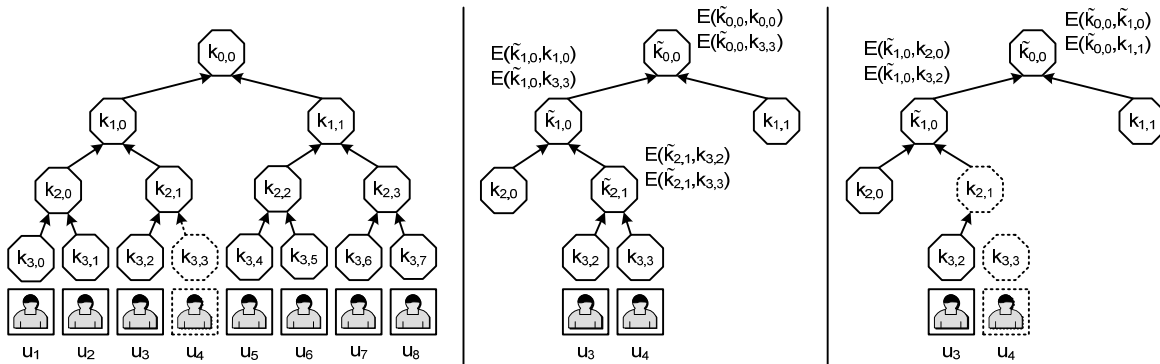 k0,0
k1,0 k1,1
k2,0 k2,1 k2,2 k2,3
k3,0 k3,1 k3,2 k3,3 k3,4 k3,5 k3,6 k3,7
u1 u2 u3 u4 u5 u6 u7 u8
E(k̃0,0,k0,0)
E(k̃0,0,k3,3)
E(k̃1,0,k1,0)
E(k̃1,0,k3,3)
k̃0,0
k̃1,0 k1,1
E(k̃2,1,k3,2)
E(k̃2,1,k3,3)
k2,0 k̃2,1
k3,2 k3,3
u3 u4
E(k̃0,0,k̃1,0)
E(k̃0,0,k1,1)
E(k̃1,0,k2,0)
E(k̃1,0,k3,2)
k̃0,0
k̃1,0 k1,1
k2,0 k2,1
k3,2 k3,3
u3 u4